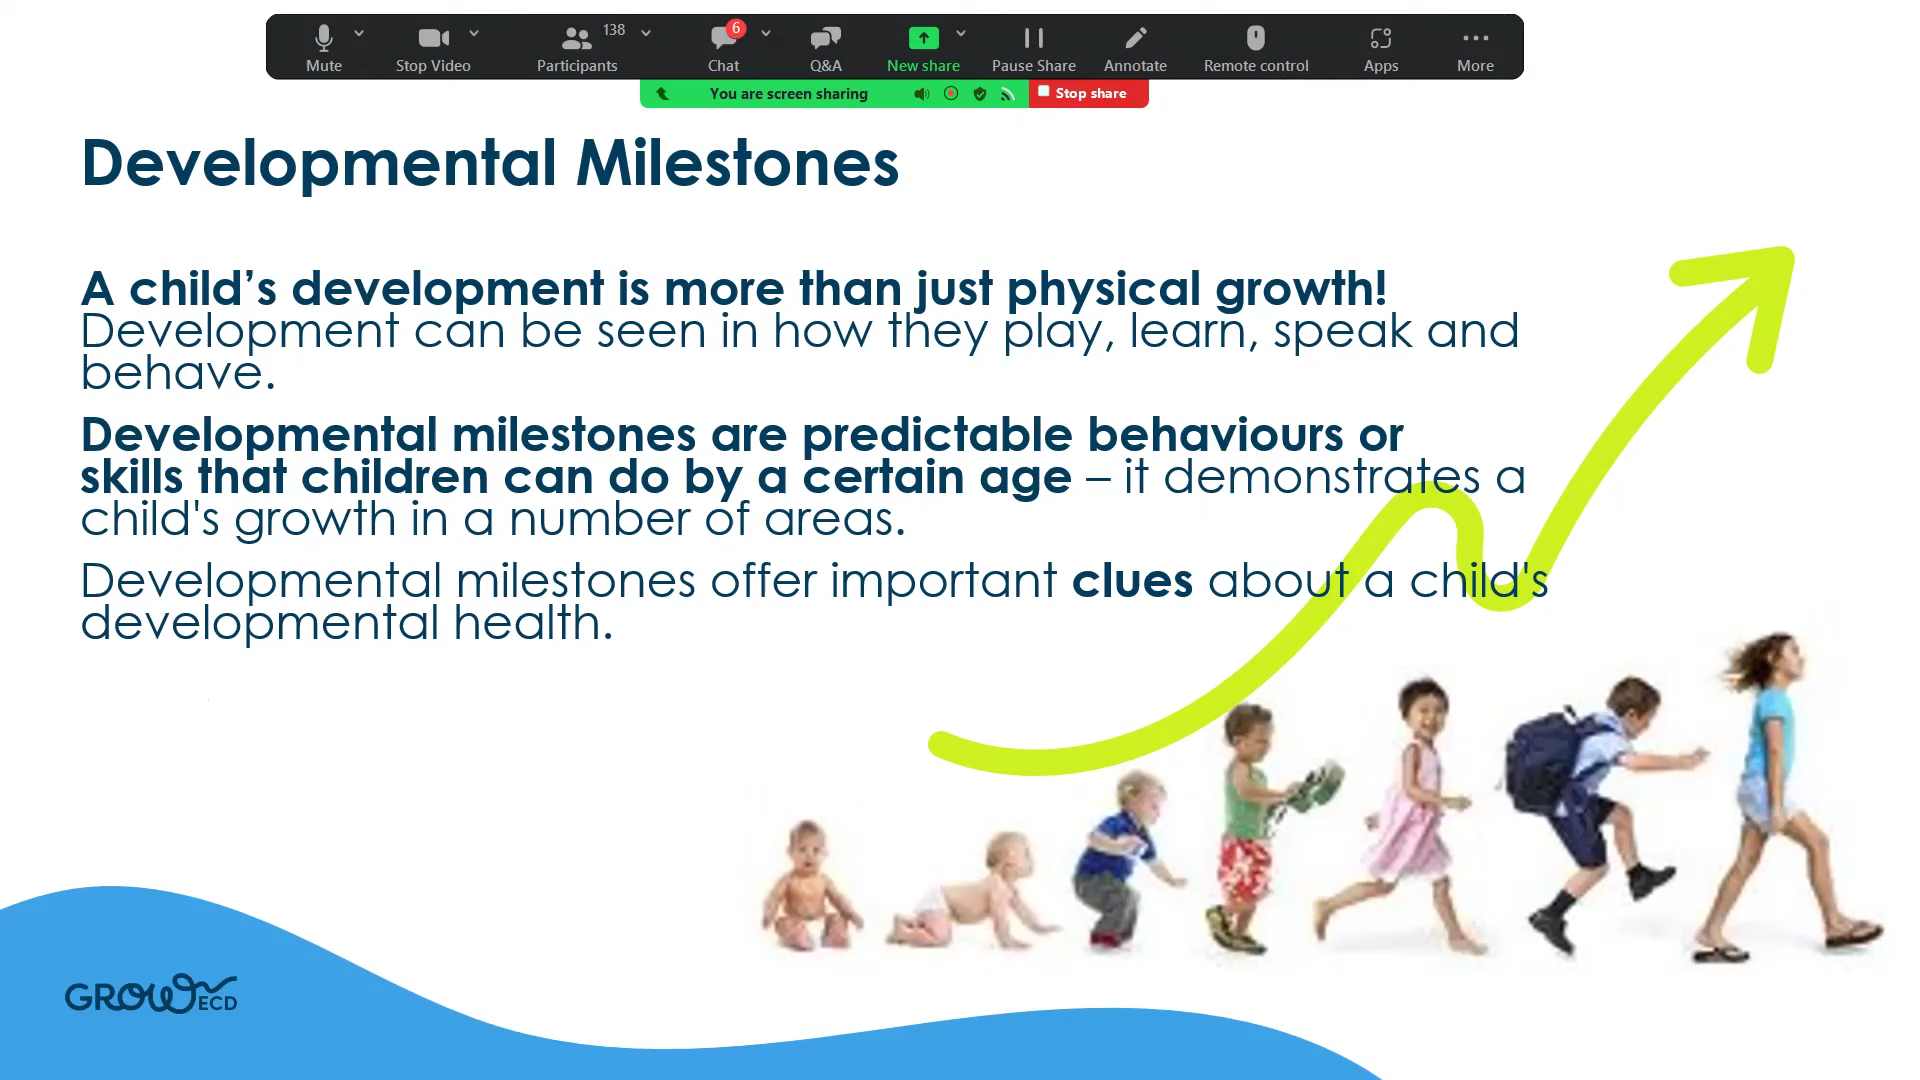 Mute
Stop Video
Participants
138
Chat
6
Q&A
New share
Pause Share
Annotate
Remote control
Apps
More
You are screen sharing
Stop share
Developmental Milestones
A child’s development is more than just physical growth!
Development can be seen in how they play, learn, speak and
behave.
Developmental milestones are predictable behaviours or
skills that children can do by a certain age – it demonstrates a
child's growth in a number of areas.
Developmental milestones offer important clues about a child's
developmental health.
GROW ECD